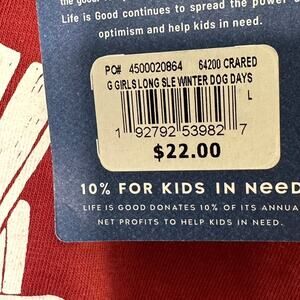 Life is Good continues to spread the power o
optimism and help kids in need.
PO# 4500020864 64200 CRARED
G GIRLS LONG SLE WINTER DOG DAYS
L
1 92792 53982 7
$22.00
10% FOR KIDS IN NeeD
LIFE IS GOOD DONATES 10% OF ITS ANNUA
NET PROFITS TO HELP KIDS IN NEED.